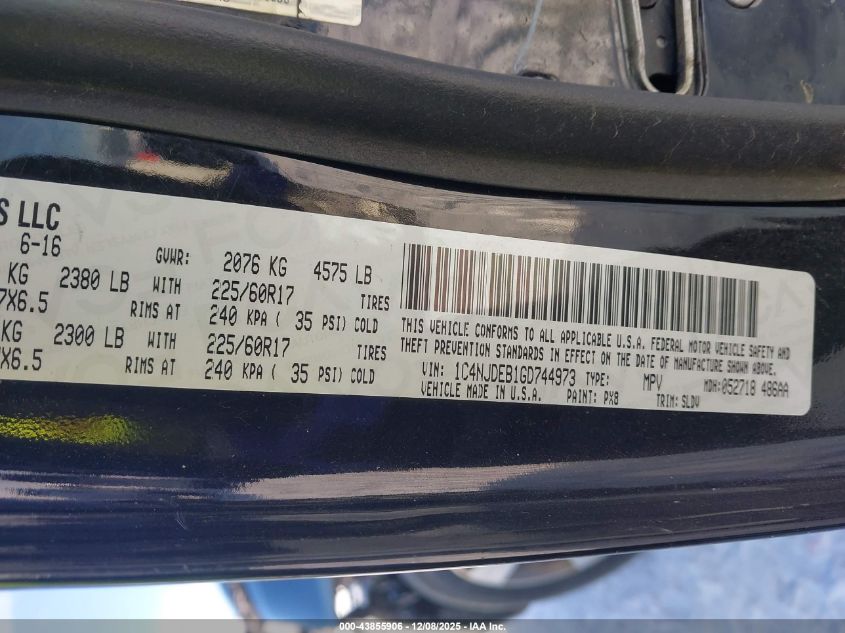 S LLC
6-16
GVWR: 2076 KG 4575 LB
KG 2380 LB WITH 225/60R17 TIRES
7X6.5 RIMS AT 240 KPA ( 35 PSI) COLD
KG 2300 LB WITH 225/60R17 TIRES
X6.5 RIMS AT 240 KPA ( 35 PSI) COLD
THIS VEHICLE CONFORMS TO ALL APPLICABLE U.S.A. FEDERAL MOTOR VEHICLE SAFETY AND
THEFT PREVENTION STANDARDS IN EFFECT ON THE DATE OF MANUFACTURE SHOWN ABOVE.
VIN: 1C4NJDEB1GD744973 TYPE: MPV MDH:052718 486AA
VEHICLE MADE IN U.S.A. PAINT: PX8 TRIM: SLDV
000-43855906 - 12/08/2025 - © IAA, Inc.